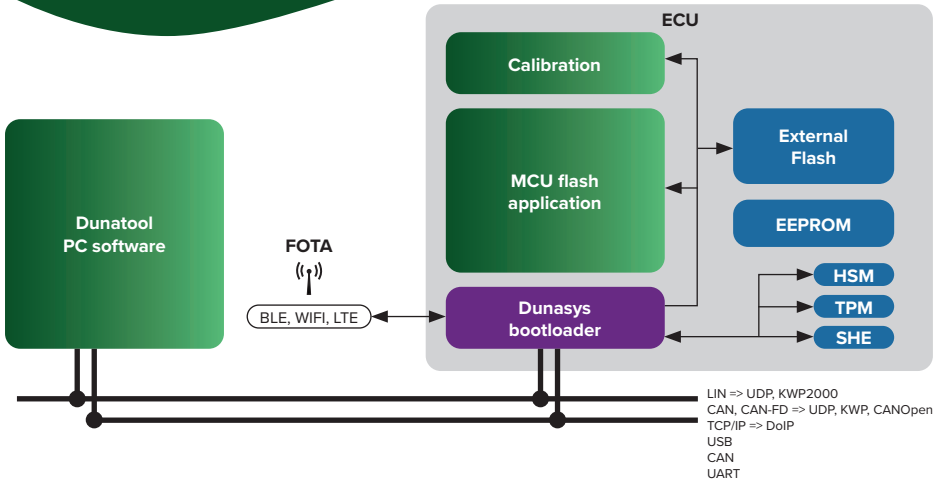 ECU
Calibration
MCU flash
application
External
Flash
EEPROM
Dunatool
PC software
FOTA
BLE, WIFI, LTE
Dunasys
bootloader
HSM
TPM
SHE
LIN => UDP, KWP2000
CAN, CAN-FD => UDP, KWP, CANOpen
TCP/IP => DoIP
USB
CAN
UART